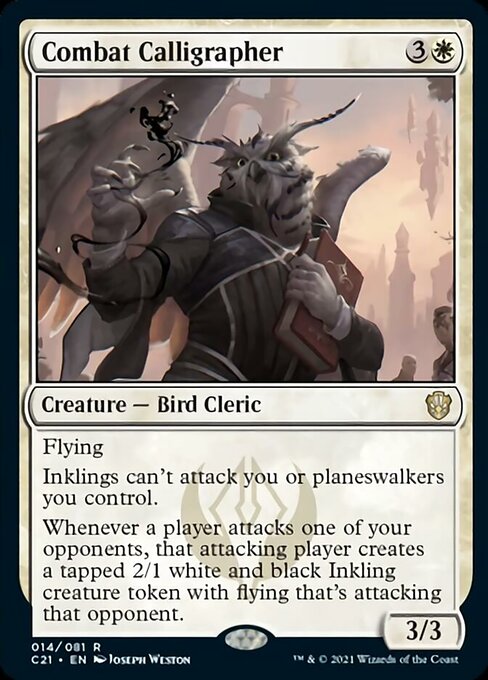 Combat Calligrapher 3
Creature — Bird Cleric
Flying
Inklings can't attack you or planeswalkers
you control.
Whenever a player attacks one of your
opponents, that attacking player creates
a tapped 2/1 white and black Inkling
creature token with flying that's attacking
that opponent.
3/3
014/081 R
C21 • EN Joseph Weston
™ & © 2021 Wizards of the Coast